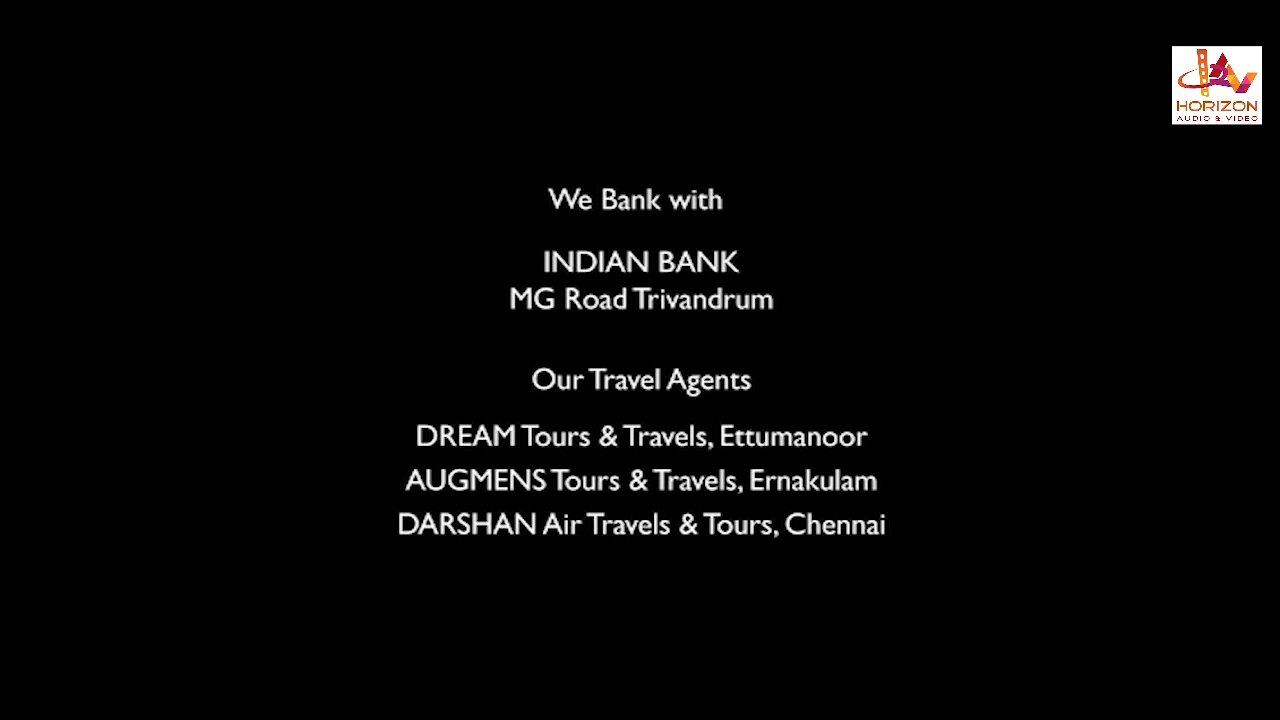 HORIZON
AUDIO & VIDEO
We Bank with
INDIAN BANK
MG Road Trivandrum
Our Travel Agents
DREAM Tours & Travels, Ettumanoor
AUGMENS Tours & Travels, Ernakulam
DARSHAN Air Travels & Tours, Chennai